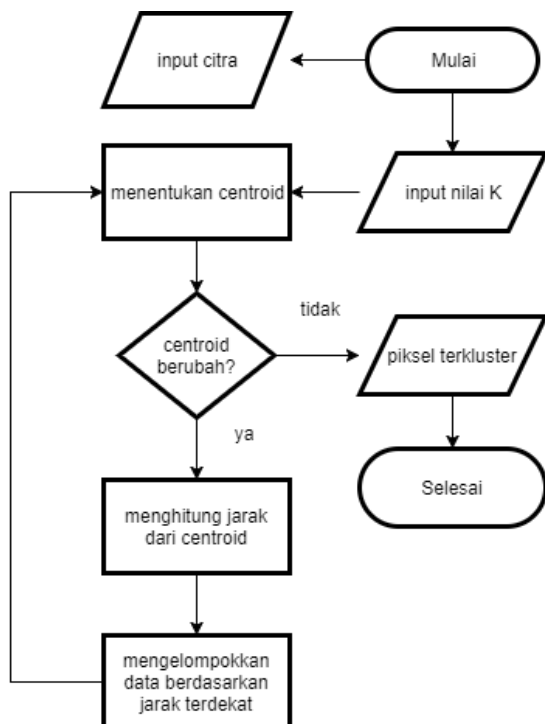 input citra
Mulai
menentukan centroid
input nilai K
tidak
centroid
berubah?
piksel terkluster
ya
Selesai
menghitung jarak
dari centroid
mengelompokkan
data berdasarkan
jarak terdekat